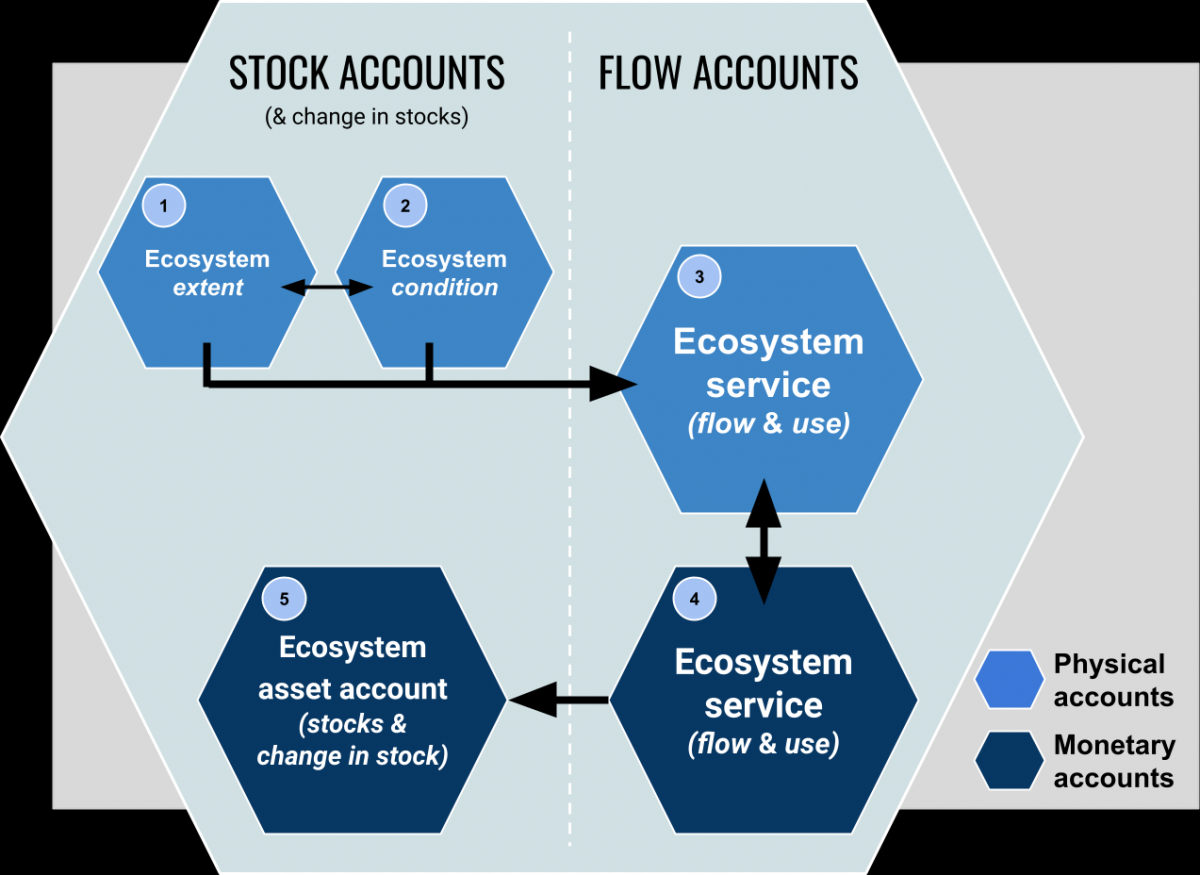 STOCK ACCOUNTS
(& change in stocks)
FLOW ACCOUNTS
1
Ecosystem
extent
2
Ecosystem
condition
3
Ecosystem
service
(flow & use)
5
Ecosystem
asset account
(stocks &
change in stock)
4
Ecosystem
service
(flow & use)
Physical
accounts
Monetary
accounts